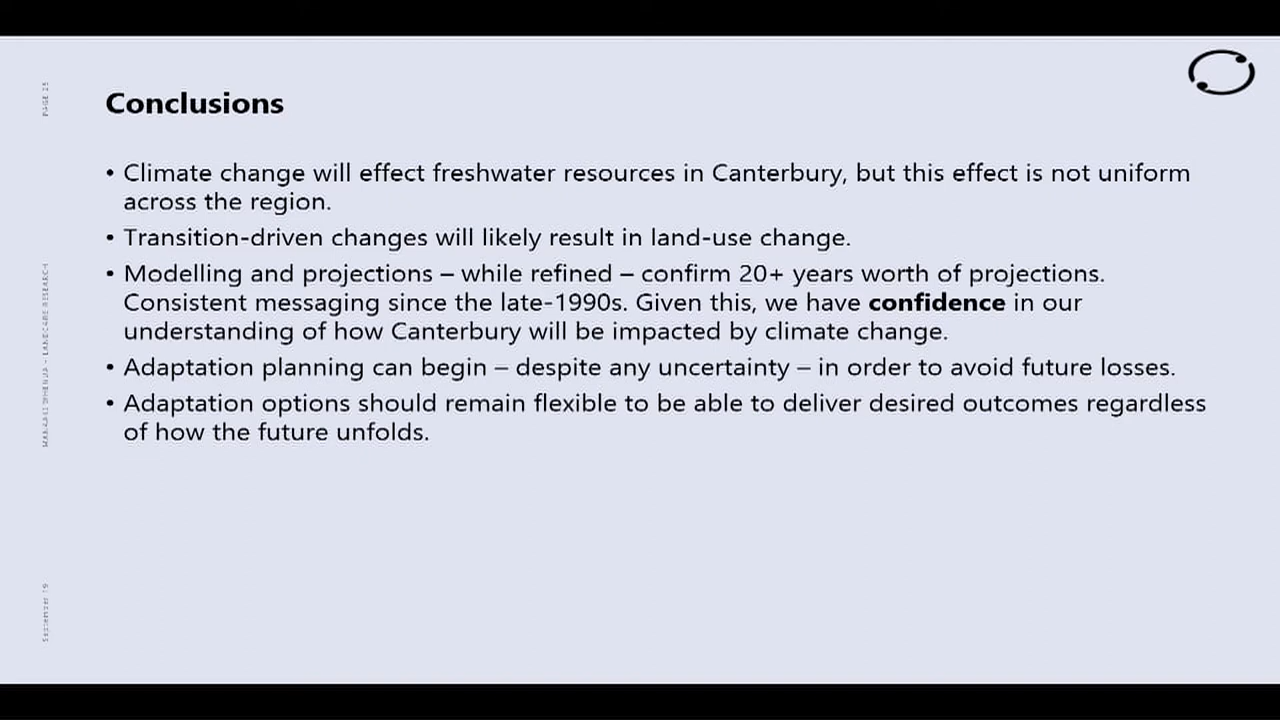 Conclusions
• Climate change will effect freshwater resources in Canterbury, but this effect is not uniform
across the region.
• Transition-driven changes will likely result in land-use change.
• Modelling and projections – while refined – confirm 20+ years worth of projections.
Consistent messaging since the late-1990s. Given this, we have confidence in our
understanding of how Canterbury will be impacted by climate change.
• Adaptation planning can begin – despite any uncertainty – in order to avoid future losses.
• Adaptation options should remain flexible to be able to deliver desired outcomes regardless
of how the future unfolds.
PAGE
LANDCARE RESEARCH